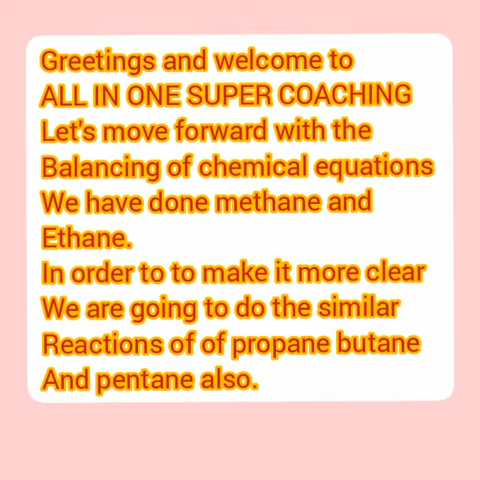 Greetings and welcome to
ALL IN ONE SUPER COACHING
Let's move forward with the
Balancing of chemical equations
We have done methane and
Ethane.
In order to to make it more clear
We are going to do the similar
Reactions of of propane butane
And pentane also.